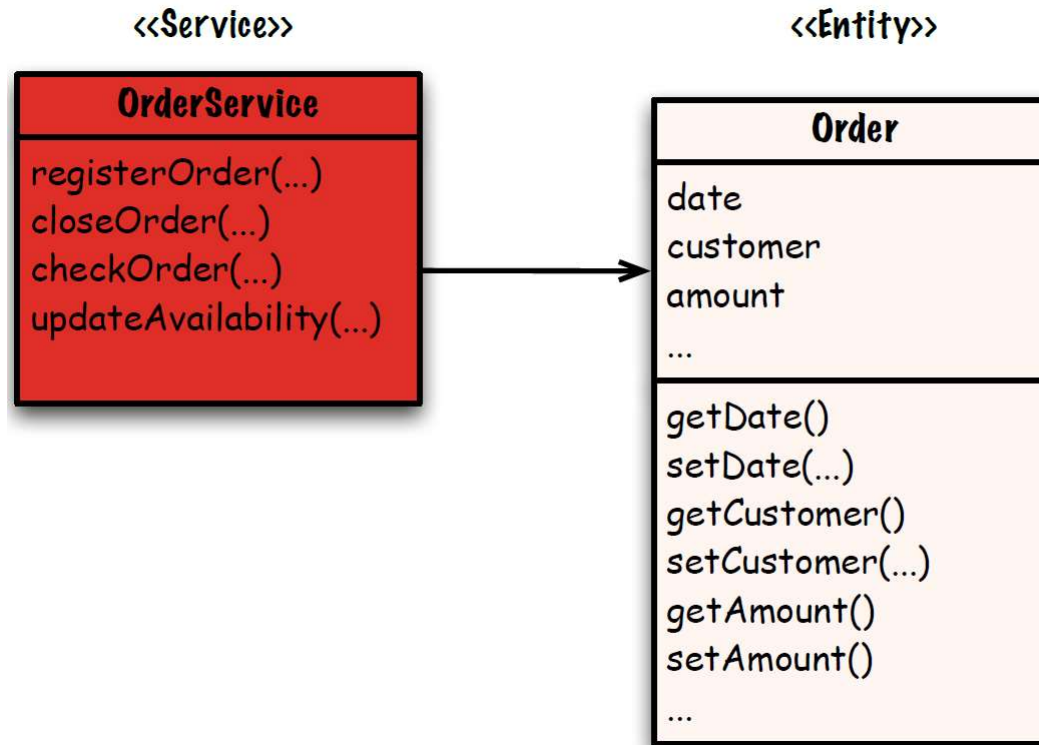 <<Service>>
OrderService
registerOrder(...)
closeOrder(...)
checkOrder(...)
updateAvailability(...)
<<Entity>>
Order
date
customer
amount
...
getDate()
setDate(...)
getCustomer()
setCustomer(...)
getAmount()
setAmount()
...